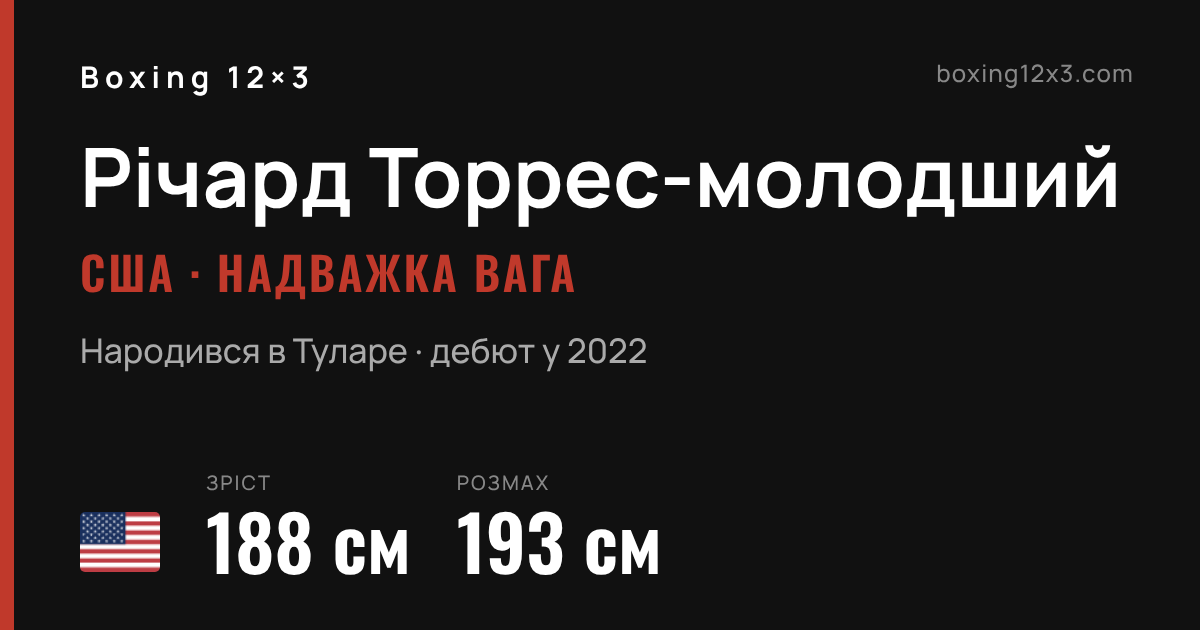 Boxing 12×3
boxing12x3.com
Річард Торрес-молодший
США · НАДВАЖКА ВАГА
Народився в Туларе · дебют у 2022
ЗРІСТ
188 см
РОЗМАХ
193 см